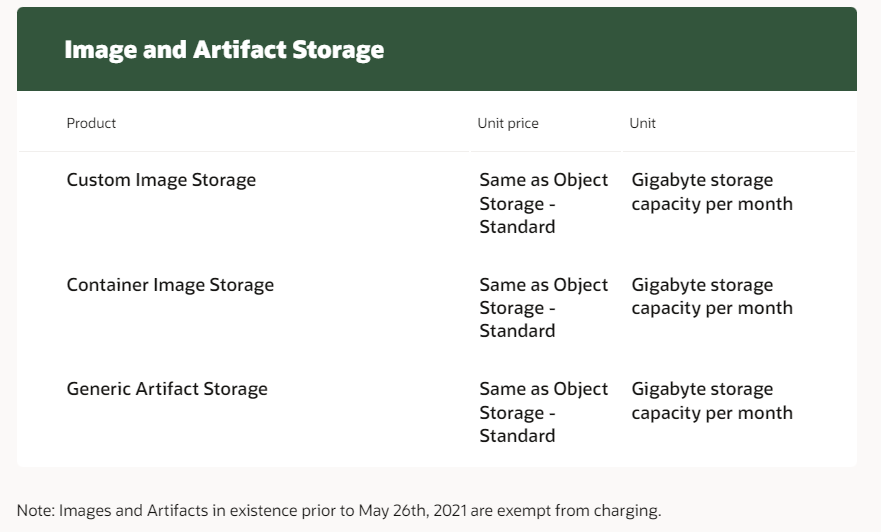 Image and Artifact Storage
Product Unit price Unit
Custom Image Storage Same as Object Gigabyte storage
Storage - capacity per month
Standard
Container Image Storage Same as Object Gigabyte storage
Storage - capacity per month
Standard
Generic Artifact Storage Same as Object Gigabyte storage
Storage - capacity per month
Standard
Note: Images and Artifacts in existence prior to May 26th, 2021 are exempt from charging.